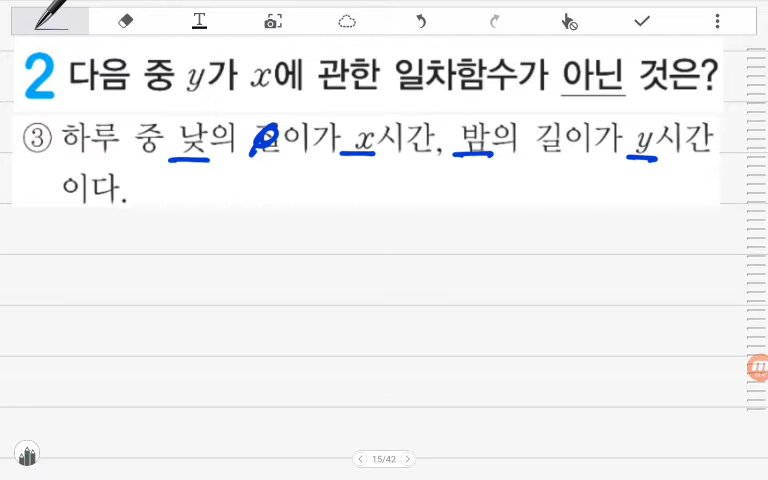 T
2 다음 중 y가 x에 관한 일차함수가 아닌 것은?
③ 하루 중 낮의 길이가 x시간, 밤의 길이가 y시간
이다.
15/42